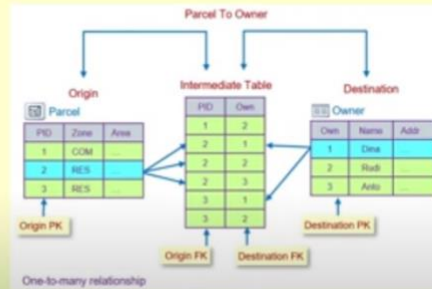 Parcel To Owner
Origin
Intermediate Table
Destination
Parcel
Owner
PID Zone Area
1 COM ...
2 RES ...
3 RES ...
PID Own
1 2
2 1
2 2
2 3
3 1
3 2
Own Name Addr
1 Dina ...
2 Rudi ...
3 Anto ...
Origin PK
Origin FK
Destination FK
Destination PK
One-to-many relationship